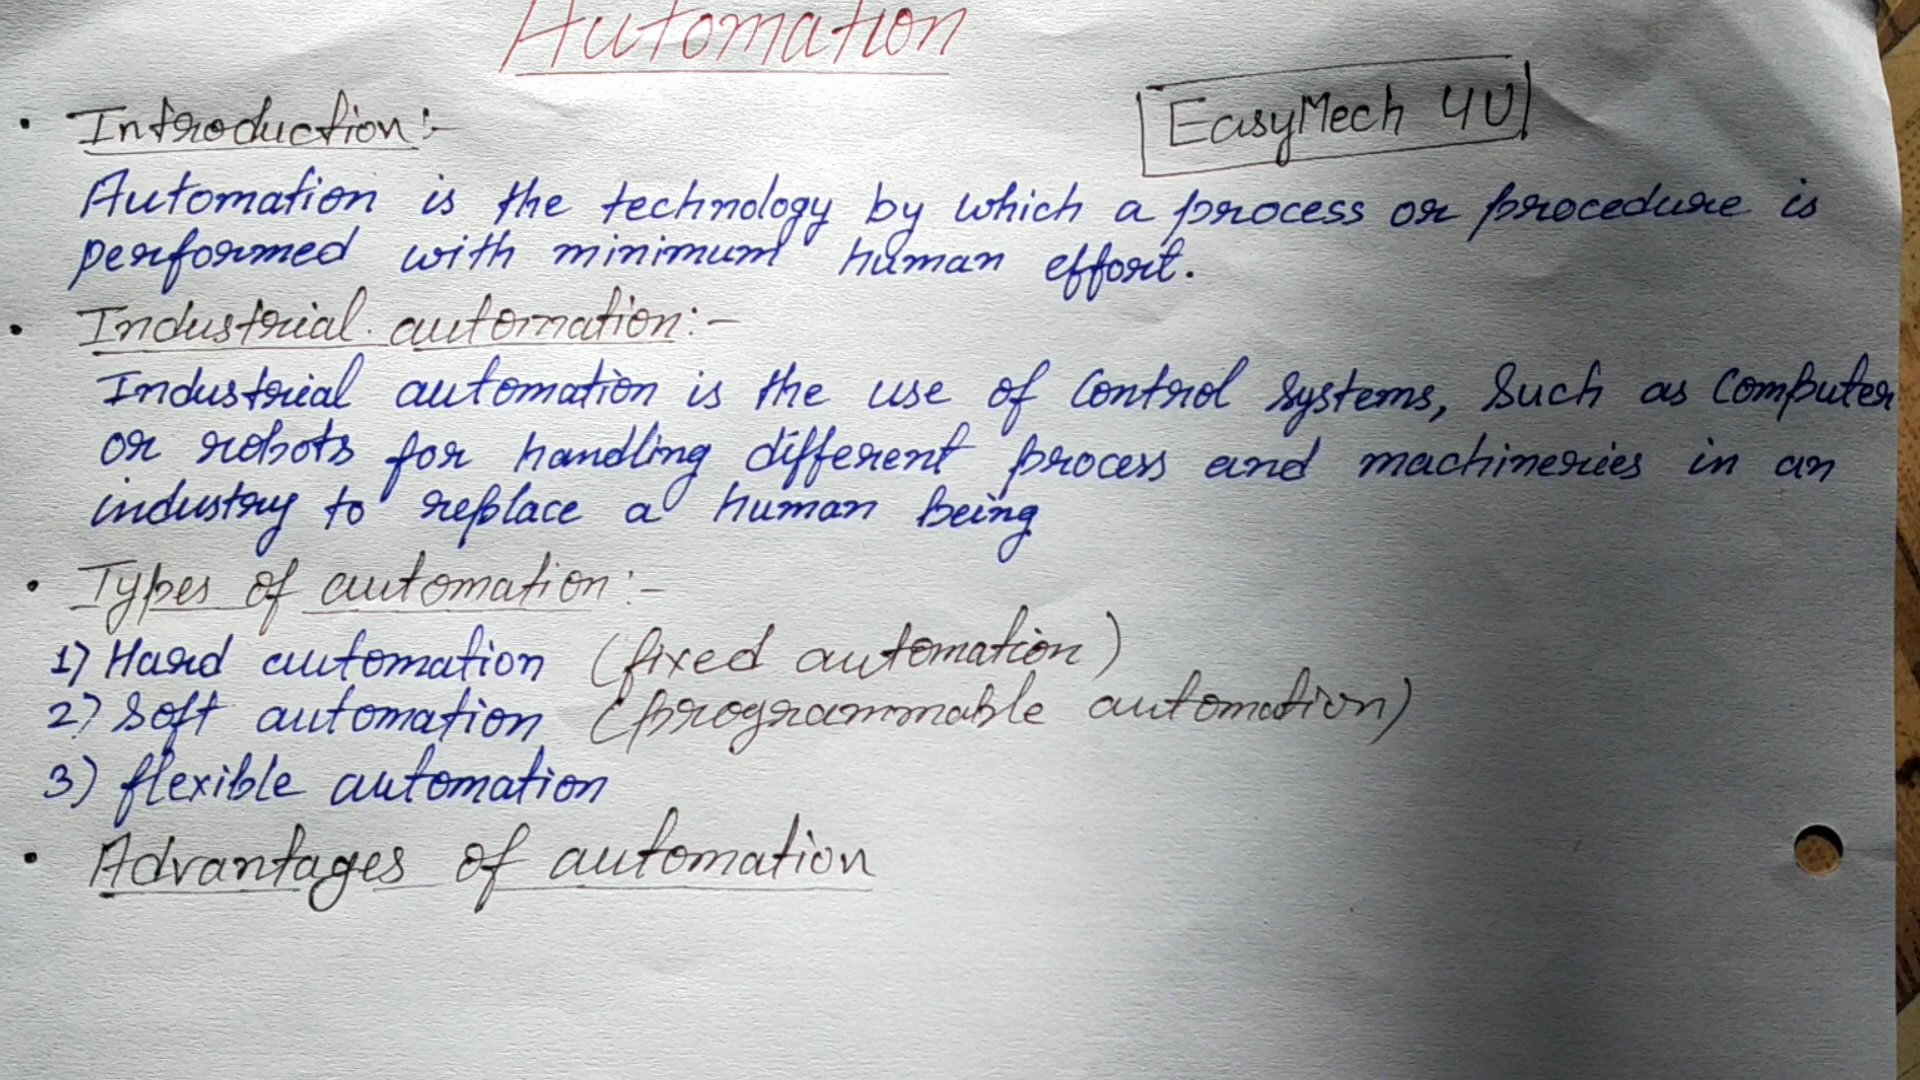 Automation
EasyMech 4U
• Introduction:-
Automation is the technology by which a process or procedure is
performed with minimum human effort.
• Industrial automation:-
Industrial automation is the use of Control Systems, Such as Computer
or robots for handling different process and machineries in an
industry to replace a human being
• Types of automation:-
1) Hard automation (fixed automation)
2) Soft automation (programmable automation)
3) flexible automation
• Advantages of automation